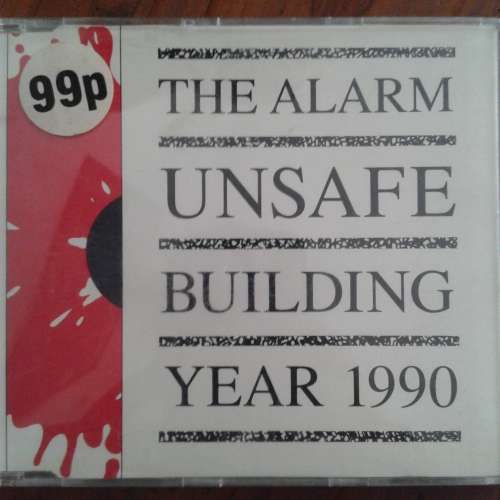 99p
THE ALARM
UNSAFE
BUILDING
YEAR 1990